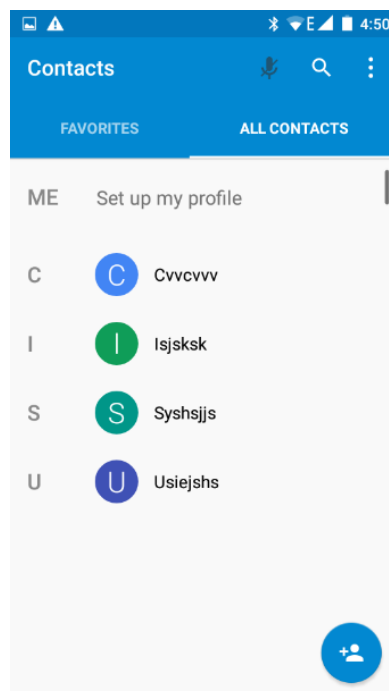 E 4:50
Contacts
FAVORITES ALL CONTACTS
ME Set up my profile
C C Cvvcvvv
I I Isjsksk
S S Syshsjjs
U U Usiejshs